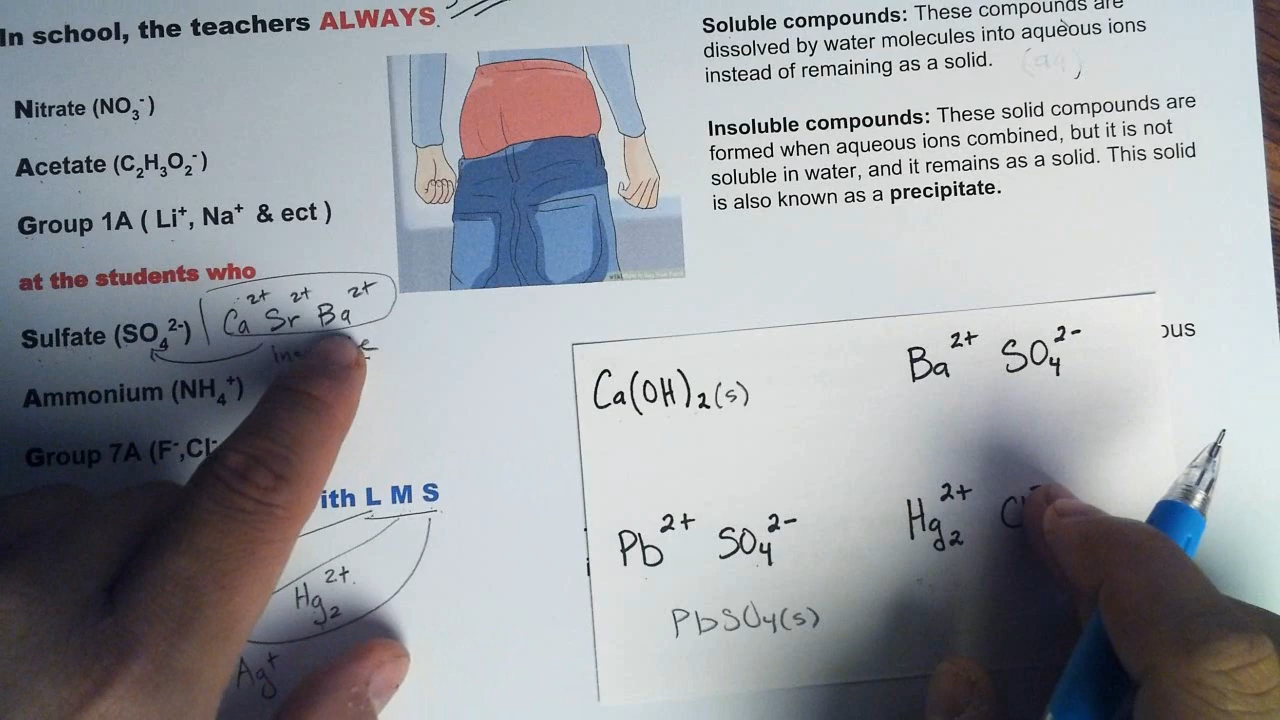 In school, the teachers ALWAYS
Nitrate (NO₃⁻)
Acetate (C₂H₃O₂⁻)
Group 1A ( Li⁺, Na⁺ & ect )
at the students who
Sulfate (SO₄²⁻) Ca²⁺ Sr²⁺ Ba²⁺
Ammonium (NH₄⁺)
Group 7A (F⁻,Cl⁻
ith L M S
Hg₂²⁺
Ag⁺
Soluble compounds: These compounds are
dissolved by water molecules into aqueous ions
instead of remaining as a solid. (aq)
Insoluble compounds: These solid compounds are
formed when aqueous ions combined, but it is not
soluble in water, and it remains as a solid. This solid
is also known as a precipitate.
ous
Ca(OH)₂(s)
Ba²⁺ SO₄²⁻
Pb²⁺ SO₄²⁻
Hg₂²⁺
PbSO₄(s)